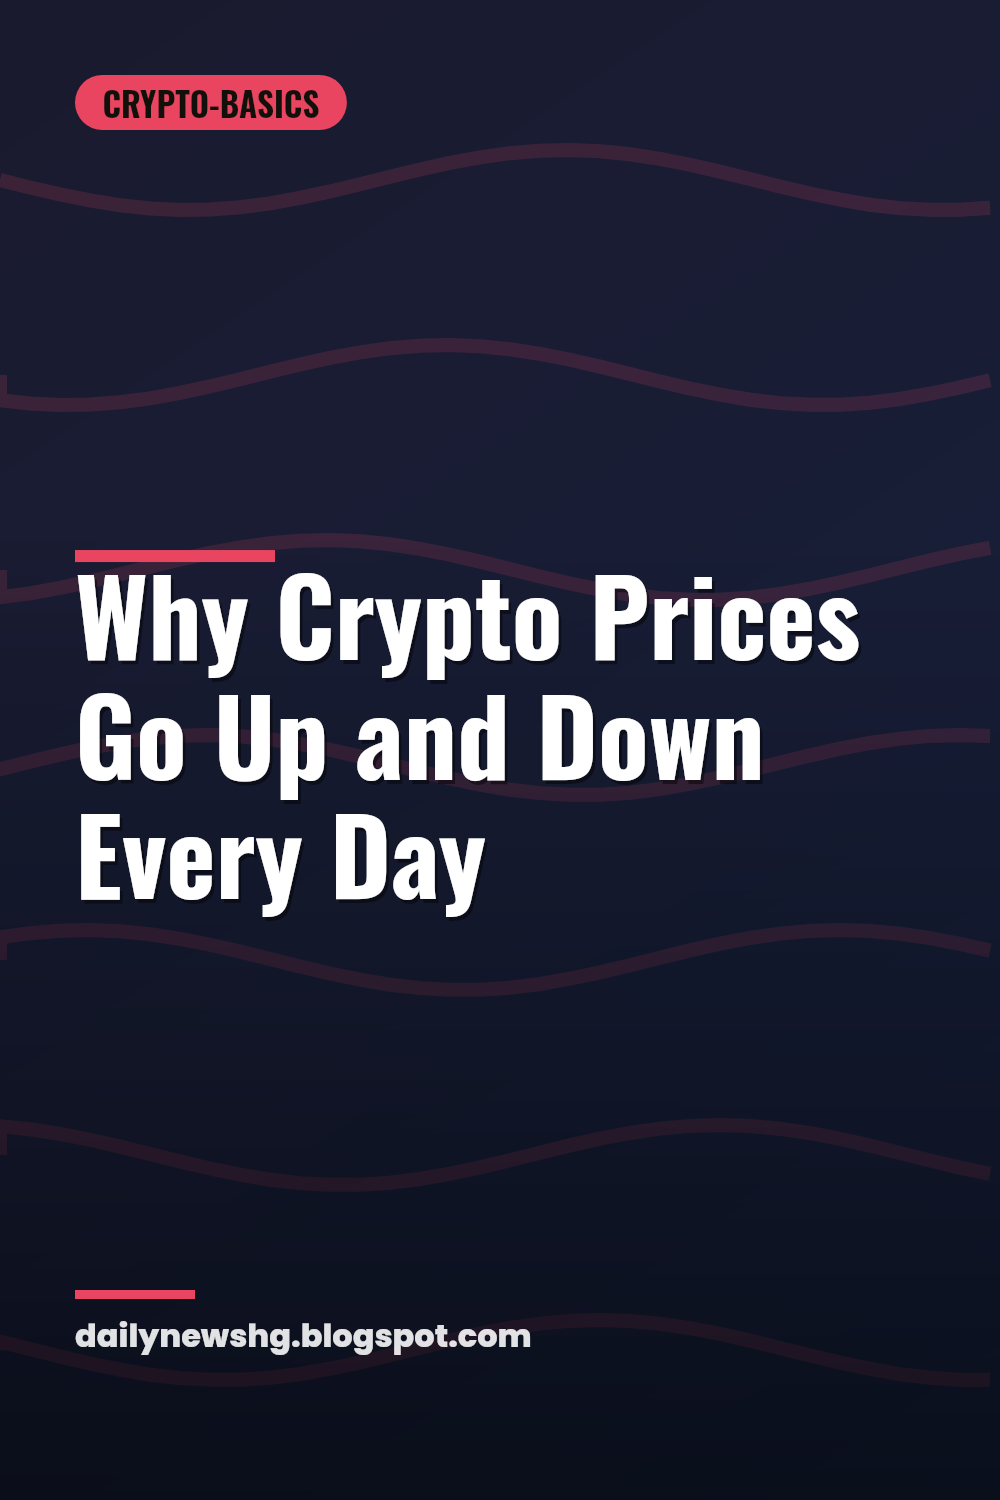 CRYPTO-BASICS
Why Crypto Prices
Go Up and Down
Every Day
dailynewshg.blogspot.com